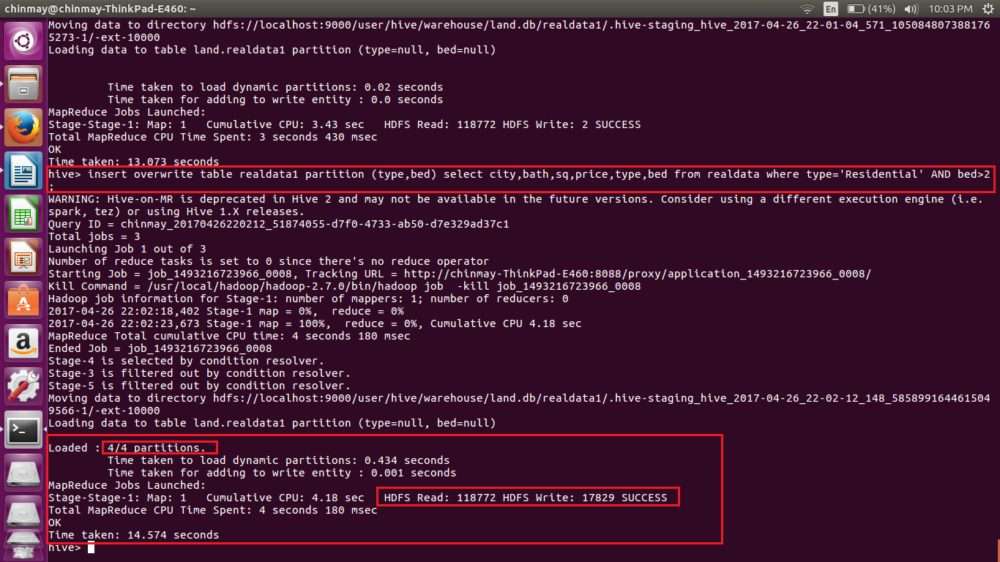 chinmay@chinmay-ThinkPad-E460: ~
En (41%) 10:03 PM
Moving data to directory hdfs://localhost:9000/user/hive/warehouse/land.db/realdata1/.hive-staging_hive_2017-04-26_22-01-04_571_105084807388176
5273-1/-ext-10000
Loading data to table land.realdata1 partition (type=null, bed=null)
Time taken to load dynamic partitions: 0.02 seconds
Time taken for adding to write entity : 0.0 seconds
MapReduce Jobs Launched:
Stage-Stage-1: Map: 1   Cumulative CPU: 3.43 sec   HDFS Read: 118772 HDFS Write: 2 SUCCESS
Total MapReduce CPU Time Spent: 3 seconds 430 msec
OK
Time taken: 13.073 seconds
hive> insert overwrite table realdata1 partition (type,bed) select city,bath,sq,price,type,bed from realdata where type='Residential' AND bed>2
;
WARNING: Hive-on-MR is deprecated in Hive 2 and may not be available in the future versions. Consider using a different execution engine (i.e.
spark, tez) or using Hive 1.X releases.
Query ID = chinmay_20170426220212_51874055-d7f0-4733-ab50-d7e329ad37c1
Total jobs = 3
Launching Job 1 out of 3
Number of reduce tasks is set to 0 since there's no reduce operator
Starting Job = job_1493216723966_0008, Tracking URL = http://chinmay-ThinkPad-E460:8088/proxy/application_1493216723966_0008/
Kill Command = /usr/local/hadoop/hadoop-2.7.0/bin/hadoop job  -kill job_1493216723966_0008
Hadoop job information for Stage-1: number of mappers: 1; number of reducers: 0
2017-04-26 22:02:18,402 Stage-1 map = 0%,  reduce = 0%
2017-04-26 22:02:23,673 Stage-1 map = 100%,  reduce = 0%, Cumulative CPU 4.18 sec
MapReduce Total cumulative CPU time: 4 seconds 180 msec
Ended Job = job_1493216723966_0008
Stage-4 is selected by condition resolver.
Stage-3 is filtered out by condition resolver.
Stage-5 is filtered out by condition resolver.
Moving data to directory hdfs://localhost:9000/user/hive/warehouse/land.db/realdata1/.hive-staging_hive_2017-04-26_22-02-12_148_585899164461504
9566-1/-ext-10000
Loading data to table land.realdata1 partition (type=null, bed=null)
Loaded : 4/4 partitions.
Time taken to load dynamic partitions: 0.434 seconds
Time taken for adding to write entity : 0.001 seconds
MapReduce Jobs Launched:
Stage-Stage-1: Map: 1   Cumulative CPU: 4.18 sec   HDFS Read: 118772 HDFS Write: 17829 SUCCESS
Total MapReduce CPU Time Spent: 4 seconds 180 msec
OK
Time taken: 14.574 seconds
hive>